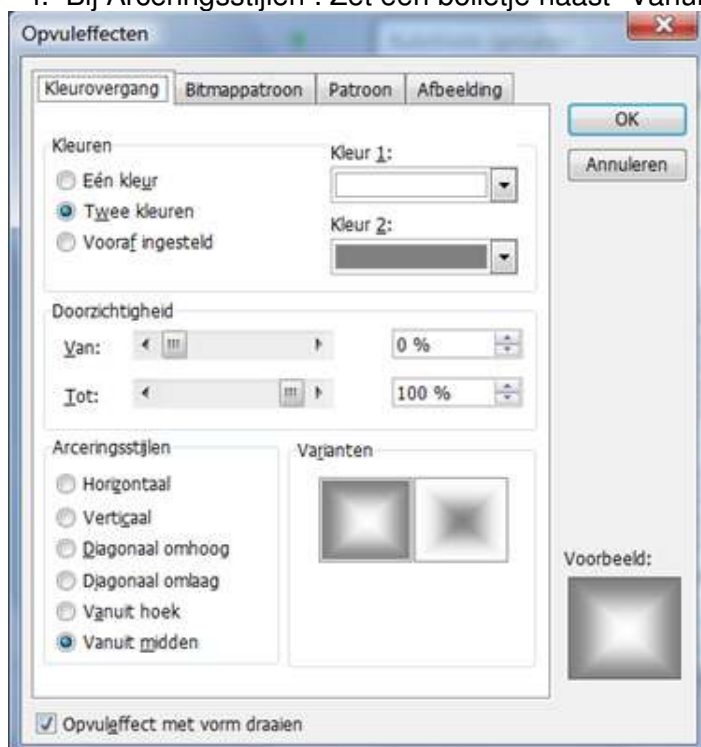 4. Bij Arceringsstijlen : Zet een bolletje naast "Vanui
Opvuleffecten
Kleurovergang Bitmappatroon Patroon Afbeelding
OK
Annuleren
Kleuren
Eén kleur
Twee kleuren
Vooraf ingesteld
Kleur 1:
Kleur 2:
Doorzichtigheid
Van: 0 %
Tot: 100 %
Arceringsstijlen
Horizontaal
Verticaal
Diagonaal omhoog
Diagonaal omlaag
Vanuit hoek
Vanuit midden
Varianten
Voorbeeld:
Opvuleffect met vorm draaien